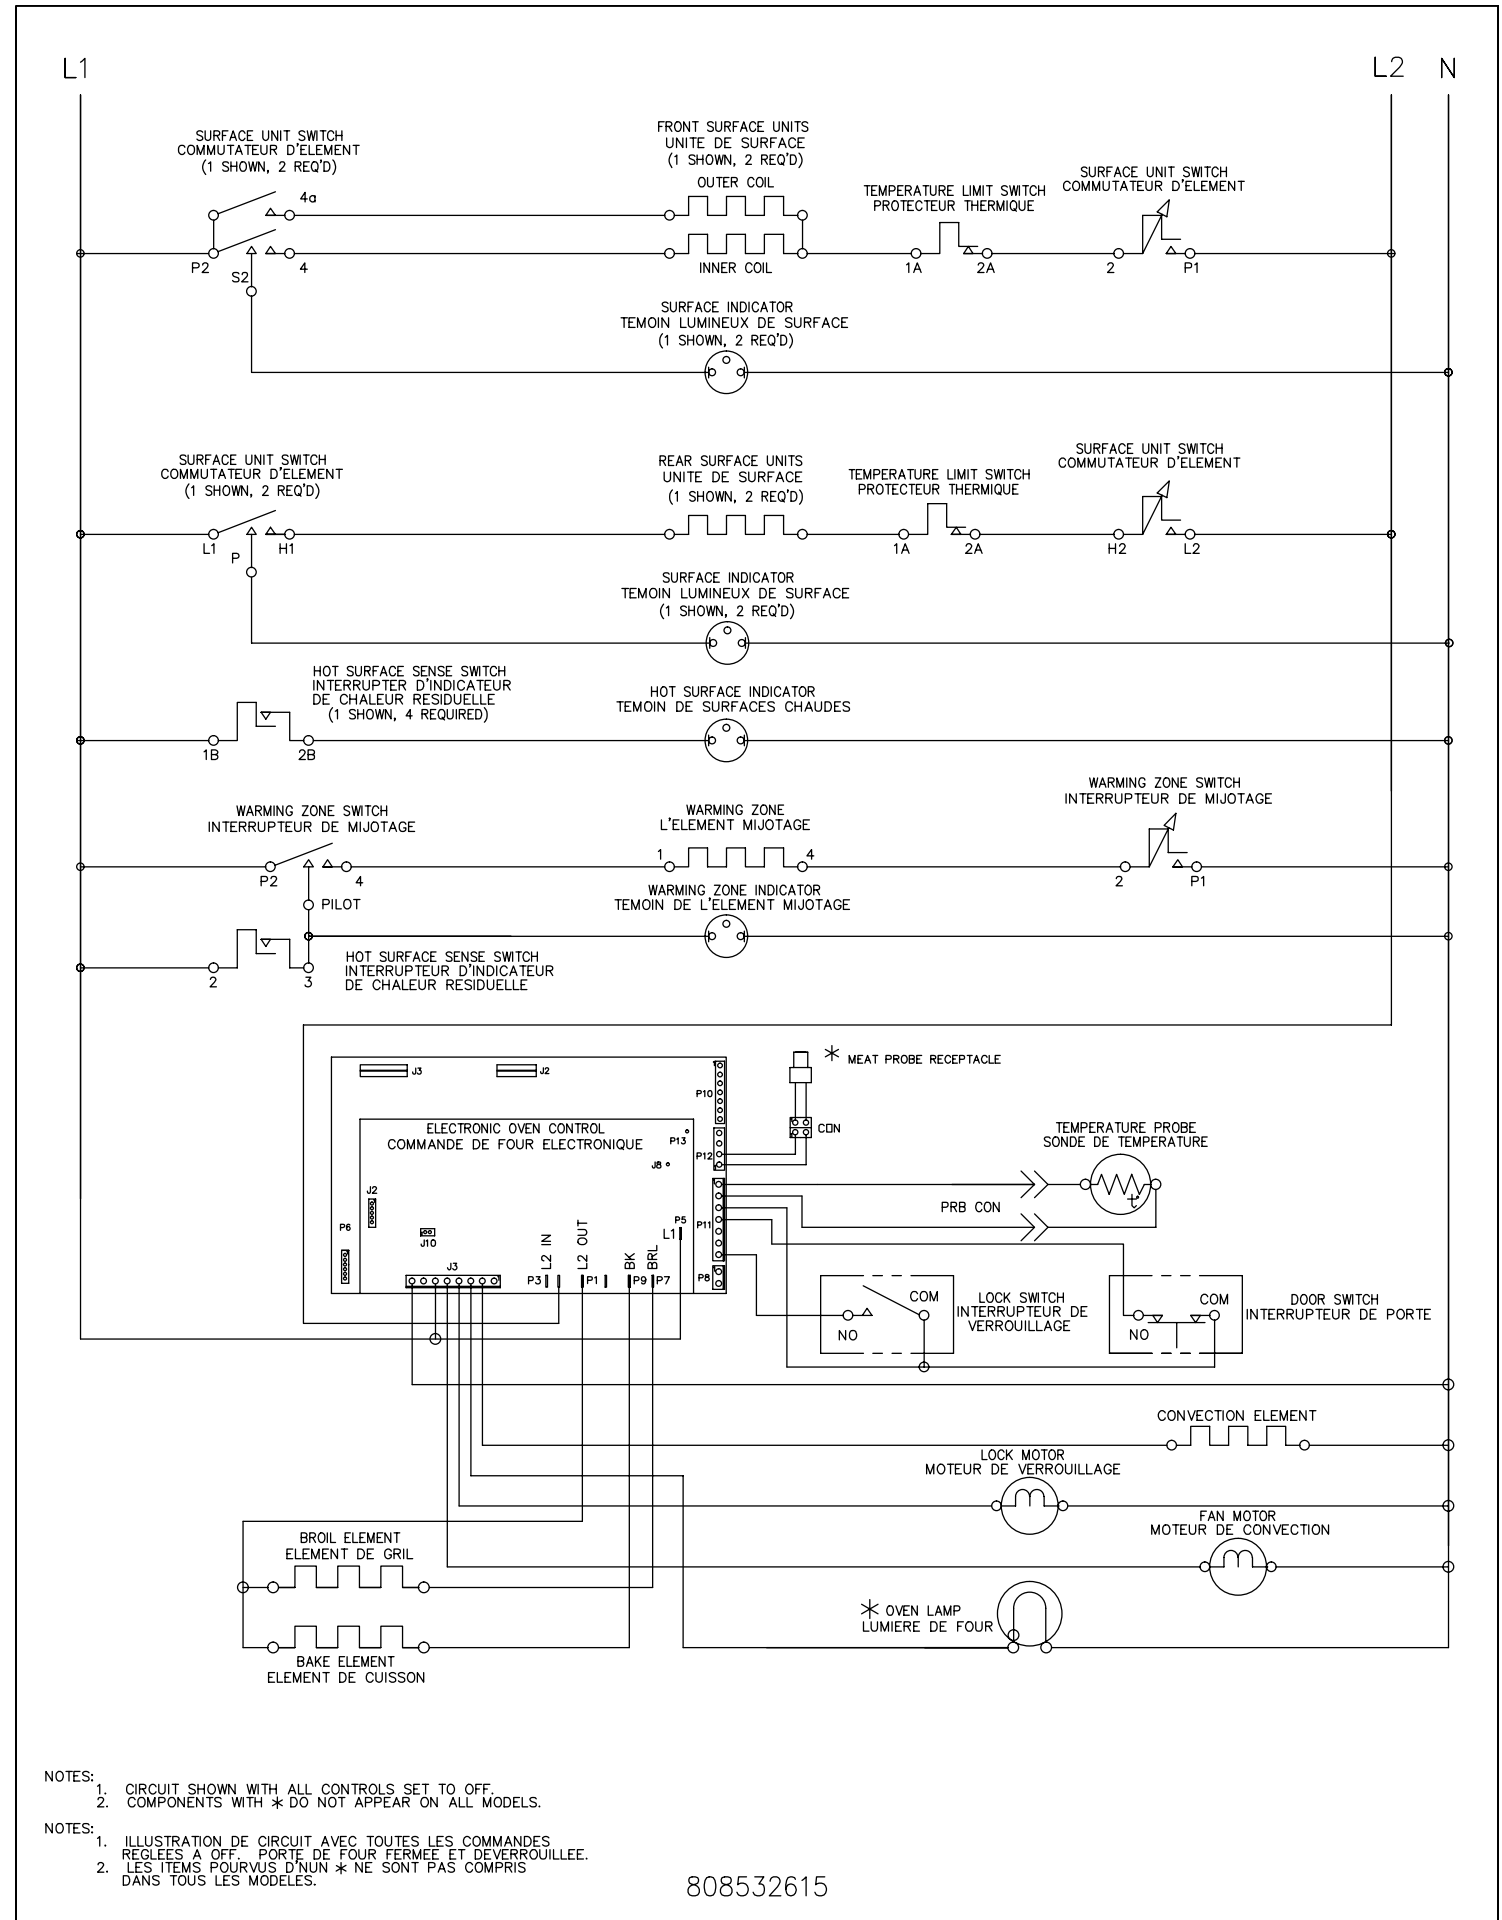 L1
L2
N
SURFACE UNIT SWITCH
COMMUTATEUR D'ELEMENT
(1 SHOWN, 2 REQ'D)
FRONT SURFACE UNITS
UNITE DE SURFACE
(1 SHOWN, 2 REQ'D)
OUTER COIL
TEMPERATURE LIMIT SWITCH
PROTECTEUR THERMIQUE
SURFACE UNIT SWITCH
COMMUTATEUR D'ELEMENT
4a
P2
S2
4
INNER COIL
1A
2A
2
P1
SURFACE INDICATOR
TEMOIN LUMINEUX DE SURFACE
(1 SHOWN, 2 REQ'D)
SURFACE UNIT SWITCH
COMMUTATEUR D'ELEMENT
(1 SHOWN, 2 REQ'D)
REAR SURFACE UNITS
UNITE DE SURFACE
(1 SHOWN, 2 REQ'D)
TEMPERATURE LIMIT SWITCH
PROTECTEUR THERMIQUE
SURFACE UNIT SWITCH
COMMUTATEUR D'ELEMENT
L1
P
H1
1A
2A
H2
L2
SURFACE INDICATOR
TEMOIN LUMINEUX DE SURFACE
(1 SHOWN, 2 REQ'D)
HOT SURFACE SENSE SWITCH
INTERRUPTER D'INDICATEUR
DE CHALEUR RESIDUELLE
(1 SHOWN, 4 REQUIRED)
HOT SURFACE INDICATOR
TEMOIN DE SURFACES CHAUDES
1B
2B
WARMING ZONE SWITCH
INTERRUPTEUR DE MIJOTAGE
WARMING ZONE
L'ELEMENT MIJOTAGE
WARMING ZONE SWITCH
INTERRUPTEUR DE MIJOTAGE
1
4
P2
4
2
P1
PILOT
WARMING ZONE INDICATOR
TEMOIN DE L'ELEMENT MIJOTAGE
2
3
HOT SURFACE SENSE SWITCH
INTERRUPTEUR D'INDICATEUR
DE CHALEUR RESIDUELLE
J3
J2
P10
* MEAT PROBE RECEPTACLE
CON
ELECTRONIC OVEN CONTROL
COMMANDE DE FOUR ELECTRONIQUE
P13
P12
J8
TEMPERATURE PROBE
SONDE DE TEMPERATURE
t°
PRB CON
J2
P6
J10
P5
L1
P11
L2 IN
L2 OUT
BK
BRL
J3
P3
P1
P9
P7
P8
NO
COM
LOCK SWITCH
INTERRUPTEUR DE
VERROUILLAGE
NO
COM
DOOR SWITCH
INTERRUPTEUR DE PORTE
CONVECTION ELEMENT
LOCK MOTOR
MOTEUR DE VERROUILLAGE
FAN MOTOR
MOTEUR DE CONVECTION
BROIL ELEMENT
ELEMENT DE GRIL
* OVEN LAMP
LUMIERE DE FOUR
BAKE ELEMENT
ELEMENT DE CUISSON
NOTES:
1. CIRCUIT SHOWN WITH ALL CONTROLS SET TO OFF.
2. COMPONENTS WITH * DO NOT APPEAR ON ALL MODELS.
NOTES:
1. ILLUSTRATION DE CIRCUIT AVEC TOUTES LES COMMANDES
REGLEES A OFF. PORTE DE FOUR FERMEE ET DEVERROUILLEE.
2. LES ITEMS POURVUS D'NUN * NE SONT PAS COMPRIS
DANS TOUS LES MODELES.
808532615